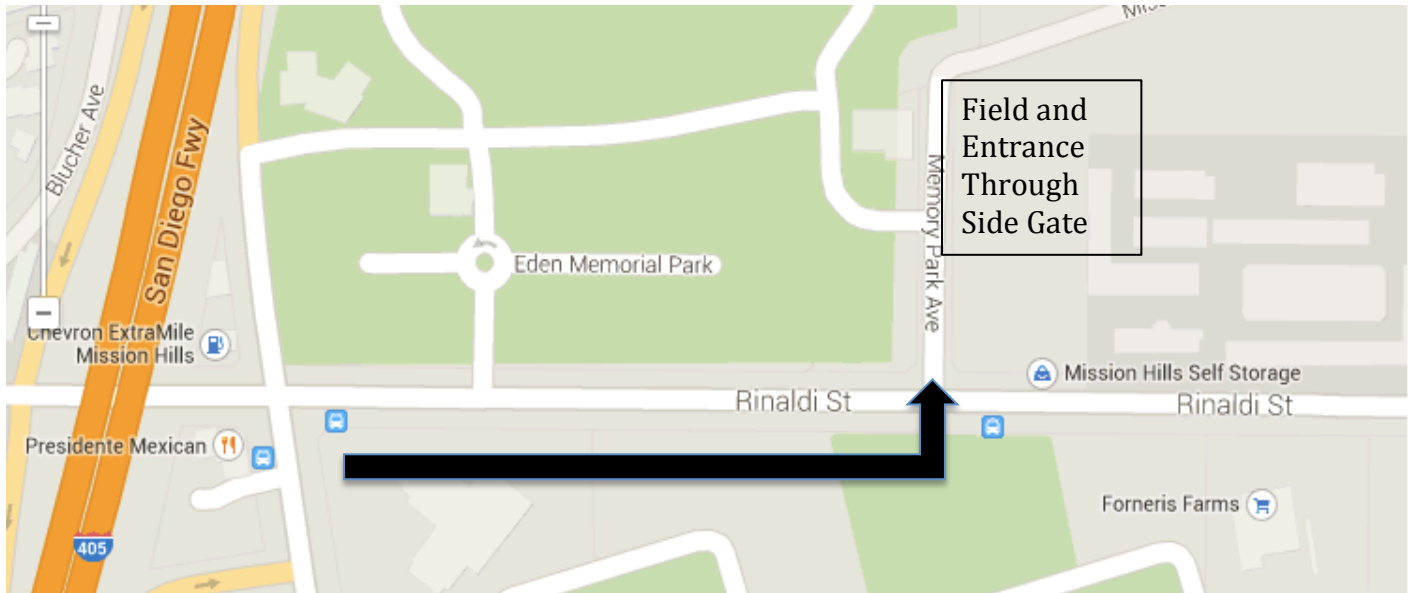 Blucher Ave
San Diego Fwy
Field and
Entrance
Through
Side Gate
Memory Park Ave
Eden Memorial Park
Chevron ExtraMile
Mission Hills
Mission Hills Self Storage
Rinaldi St
Rinaldi St
Presidente Mexican
Forneris Farms
405